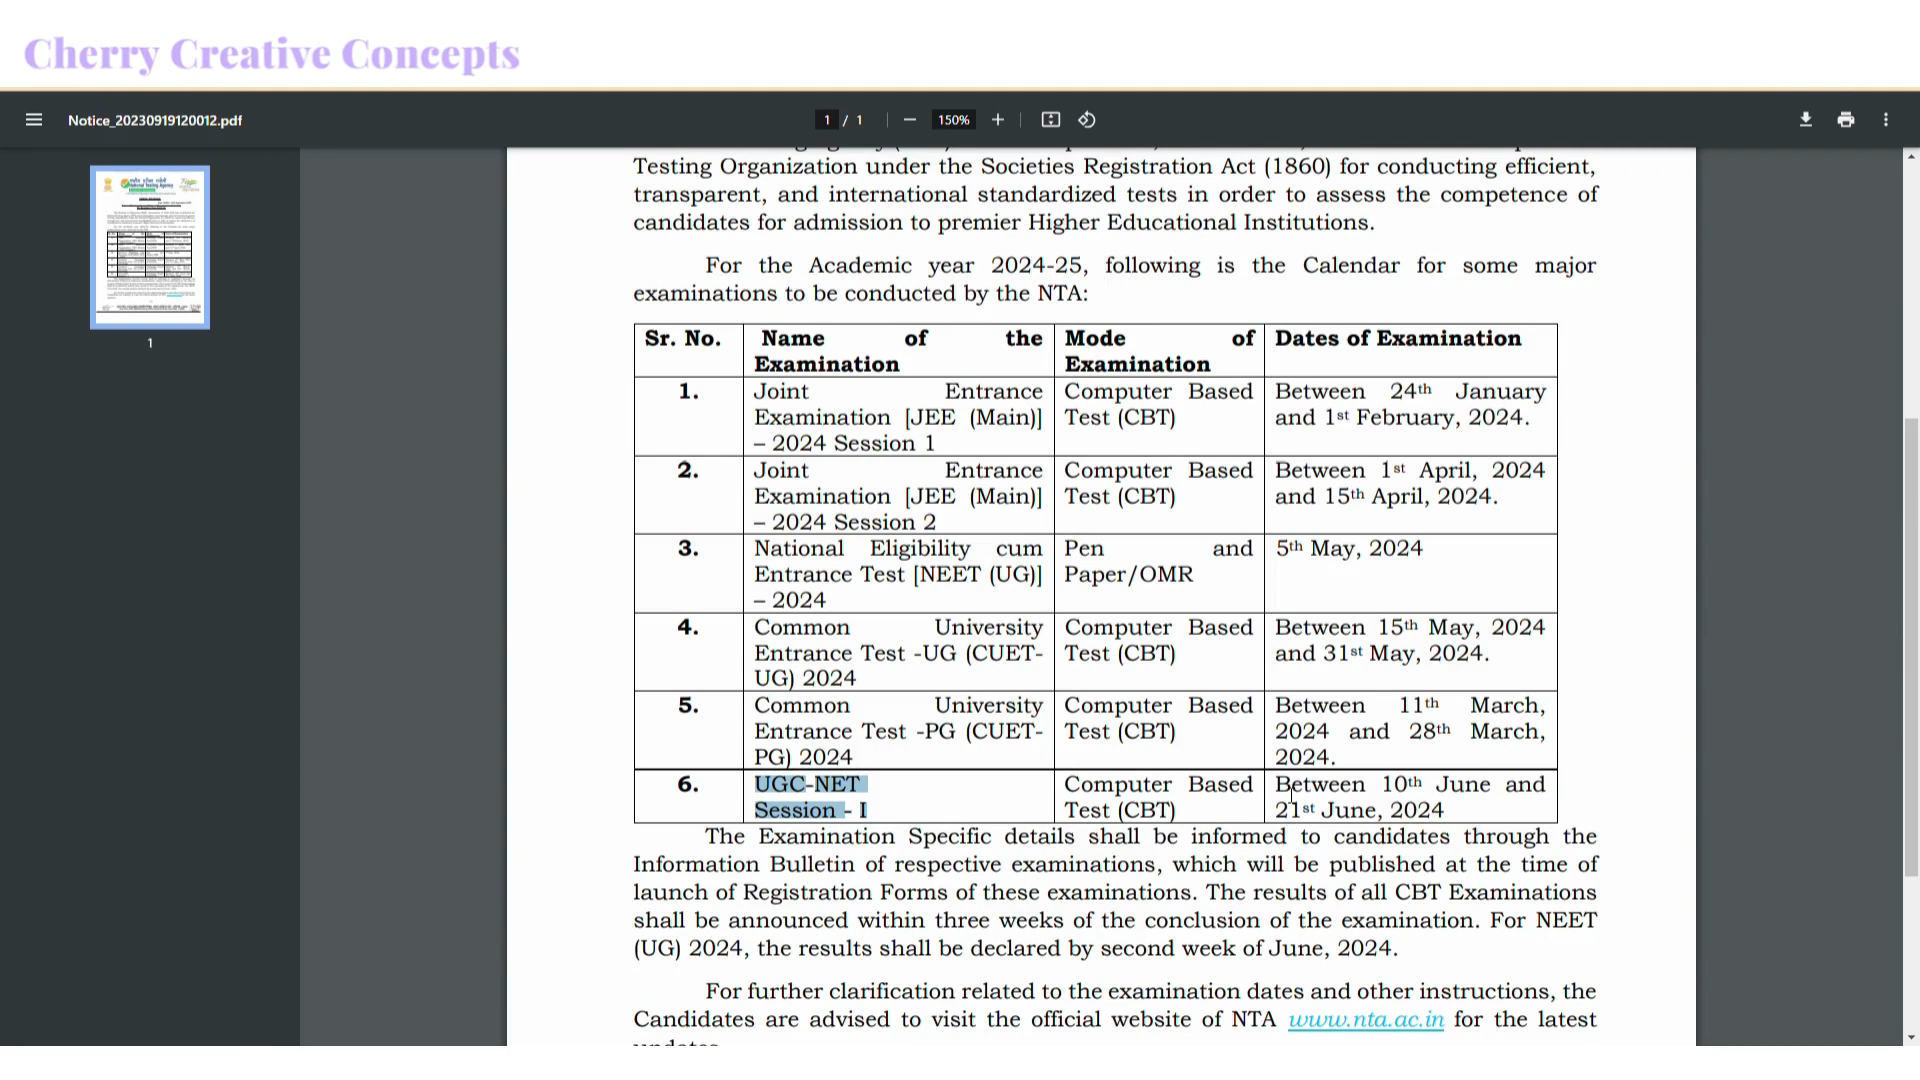 Cherry Creative Concepts
Notice_20230919120012.pdf
1 / 1
150%
1
Testing Organization under the Societies Registration Act (1860) for conducting efficient,
transparent, and international standardized tests in order to assess the competence of
candidates for admission to premier Higher Educational Institutions.
For the Academic year 2024-25, following is the Calendar for some major
examinations to be conducted by the NTA:
Sr. No. Name of the Examination Mode of Examination Dates of Examination
1. Joint Entrance Examination [JEE (Main)] – 2024 Session 1 Computer Based Test (CBT) Between 24th January and 1st February, 2024.
2. Joint Entrance Examination [JEE (Main)] – 2024 Session 2 Computer Based Test (CBT) Between 1st April, 2024 and 15th April, 2024.
3. National Eligibility cum Entrance Test [NEET (UG)] – 2024 Pen and Paper/OMR 5th May, 2024
4. Common University Entrance Test -UG (CUET-UG) 2024 Computer Based Test (CBT) Between 15th May, 2024 and 31st May, 2024.
5. Common University Entrance Test -PG (CUET-PG) 2024 Computer Based Test (CBT) Between 11th March, 2024 and 28th March, 2024.
6. UGC-NET Session - I Computer Based Test (CBT) Between 10th June and 21st June, 2024
The Examination Specific details shall be informed to candidates through the
Information Bulletin of respective examinations, which will be published at the time of
launch of Registration Forms of these examinations. The results of all CBT Examinations
shall be announced within three weeks of the conclusion of the examination. For NEET
(UG) 2024, the results shall be declared by second week of June, 2024.
For further clarification related to the examination dates and other instructions, the
Candidates are advised to visit the official website of NTA www.nta.ac.in for the latest